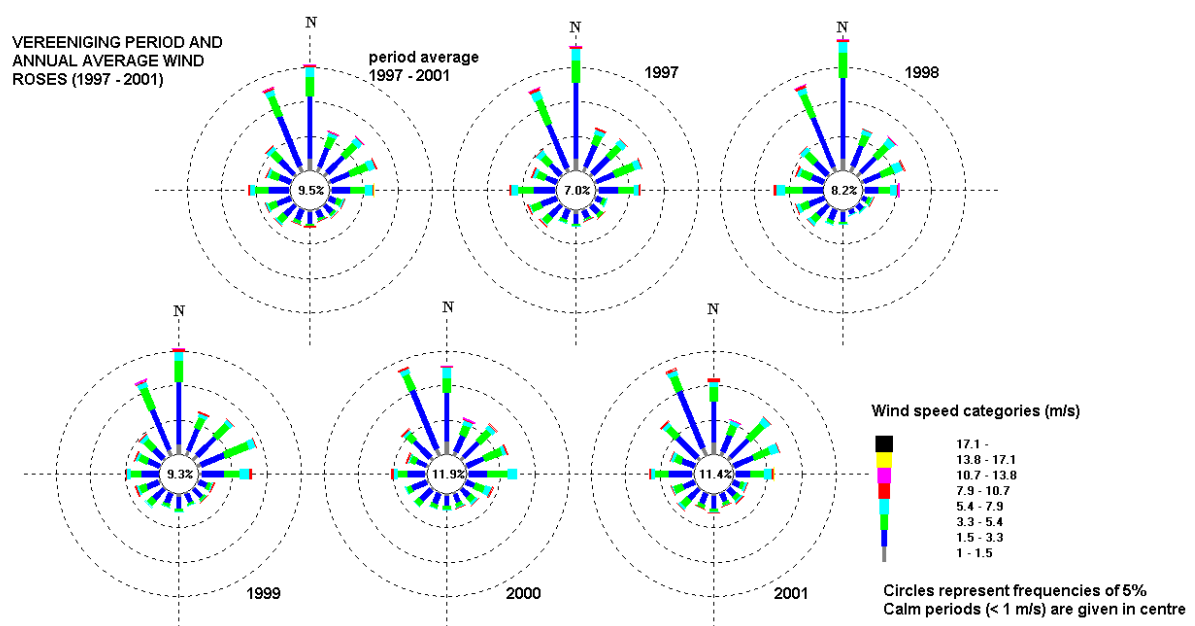 VEREENIGING PERIOD AND
ANNUAL AVERAGE WIND
ROSES (1997 - 2001)
N
period average
1997 - 2001
9.5%
N
1997
7.0%
N
1998
8.2%
N
9.3%
1999
N
11.9%
2000
N
11.4%
2001
Wind speed categories (m/s)
17.1 -
13.8 - 17.1
10.7 - 13.8
7.9 - 10.7
5.4 - 7.9
3.3 - 5.4
1.5 - 3.3
1 - 1.5
Circles represent frequencies of 5%
Calm periods (< 1 m/s) are given in centre